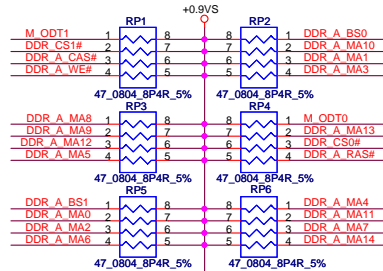 +0.9VS
RP1 RP2
M_ODT1 1 8 8 1 DDR_A_BS0
DDR_CS1# 2 7 7 2 DDR_A_MA10
DDR_A_CAS# 3 6 6 3 DDR_A_MA1
DDR_A_WE# 4 5 5 4 DDR_A_MA3
47_0804_8P4R_5% 47_0804_8P4R_5%
RP3 RP4
DDR_A_MA8 1 8 8 1 M_ODT0
DDR_A_MA9 2 7 7 2 DDR_A_MA13
DDR_A_MA12 3 6 6 3 DDR_CS0#
DDR_A_MA5 4 5 5 4 DDR_A_RAS#
47_0804_8P4R_5% 47_0804_8P4R_5%
RP5 RP6
DDR_A_BS1 1 8 8 1 DDR_A_MA4
DDR_A_MA0 2 7 7 2 DDR_A_MA11
DDR_A_MA2 3 6 6 3 DDR_A_MA7
DDR_A_MA6 4 5 5 4 DDR_A_MA14
47_0804_8P4R_5% 47_0804_8P4R_5%